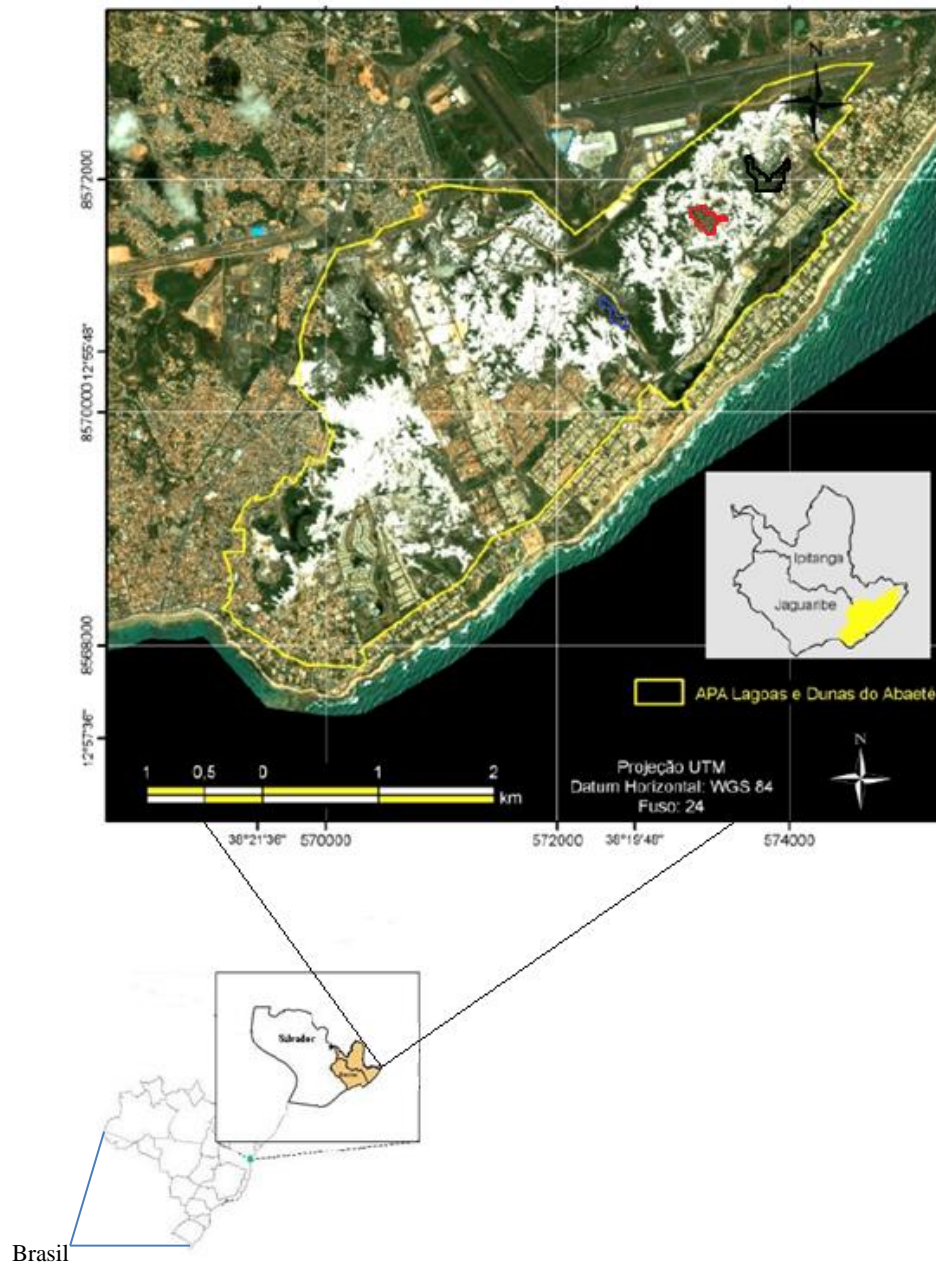 N
8572000
12°55'48"
8570000
Ipitanga
Jaguaribe
8568000
APA Lagoas e Dunas do Abaeté
12°57'36"
N
1 0,5 0 1 2
km
Projeção UTM
Datum Horizontal: WGS 84
Fuso: 24
38°21'36" 570000 572000 38°19'48" 574000
Salvador
Brasil